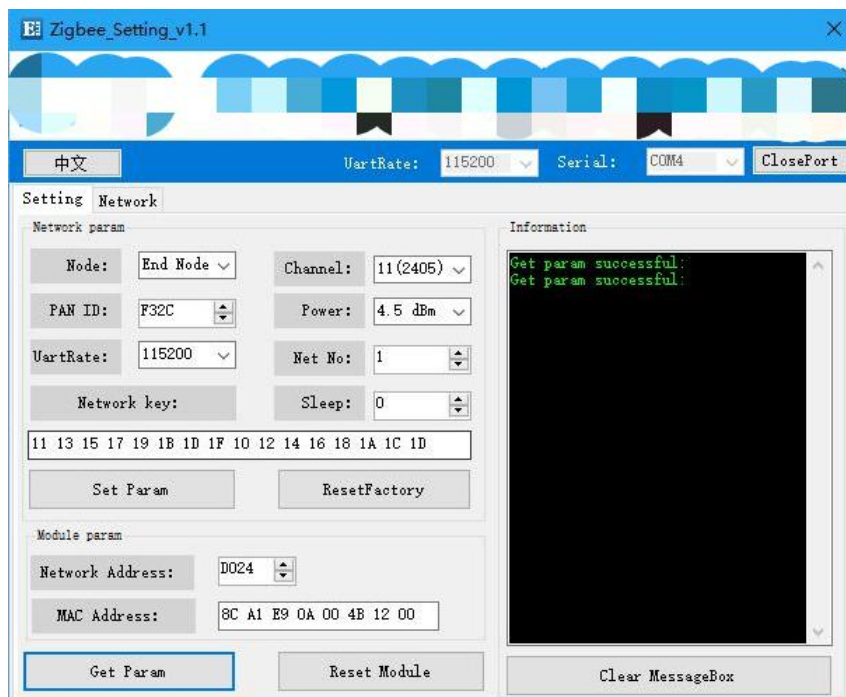 Zigbee_Setting_v1.1
中文
UartRate: 115200 Serial: COM4 ClosePort
Setting Network
Network param
Node: End Node Channel: 11(2405)
PAN ID: F32C Power: 4.5 dBm
UartRate: 115200 Net No: 1
Network key: Sleep: 0
11 13 15 17 19 1B 1D 1F 10 12 14 16 18 1A 1C 1D
Set Param ResetFactory
Module param
Network Address: D024
MAC Address: 8C A1 E9 0A 00 4B 12 00
Get Param Reset Module
Information
Get param successful:
Get param successful:
Clear MessageBox